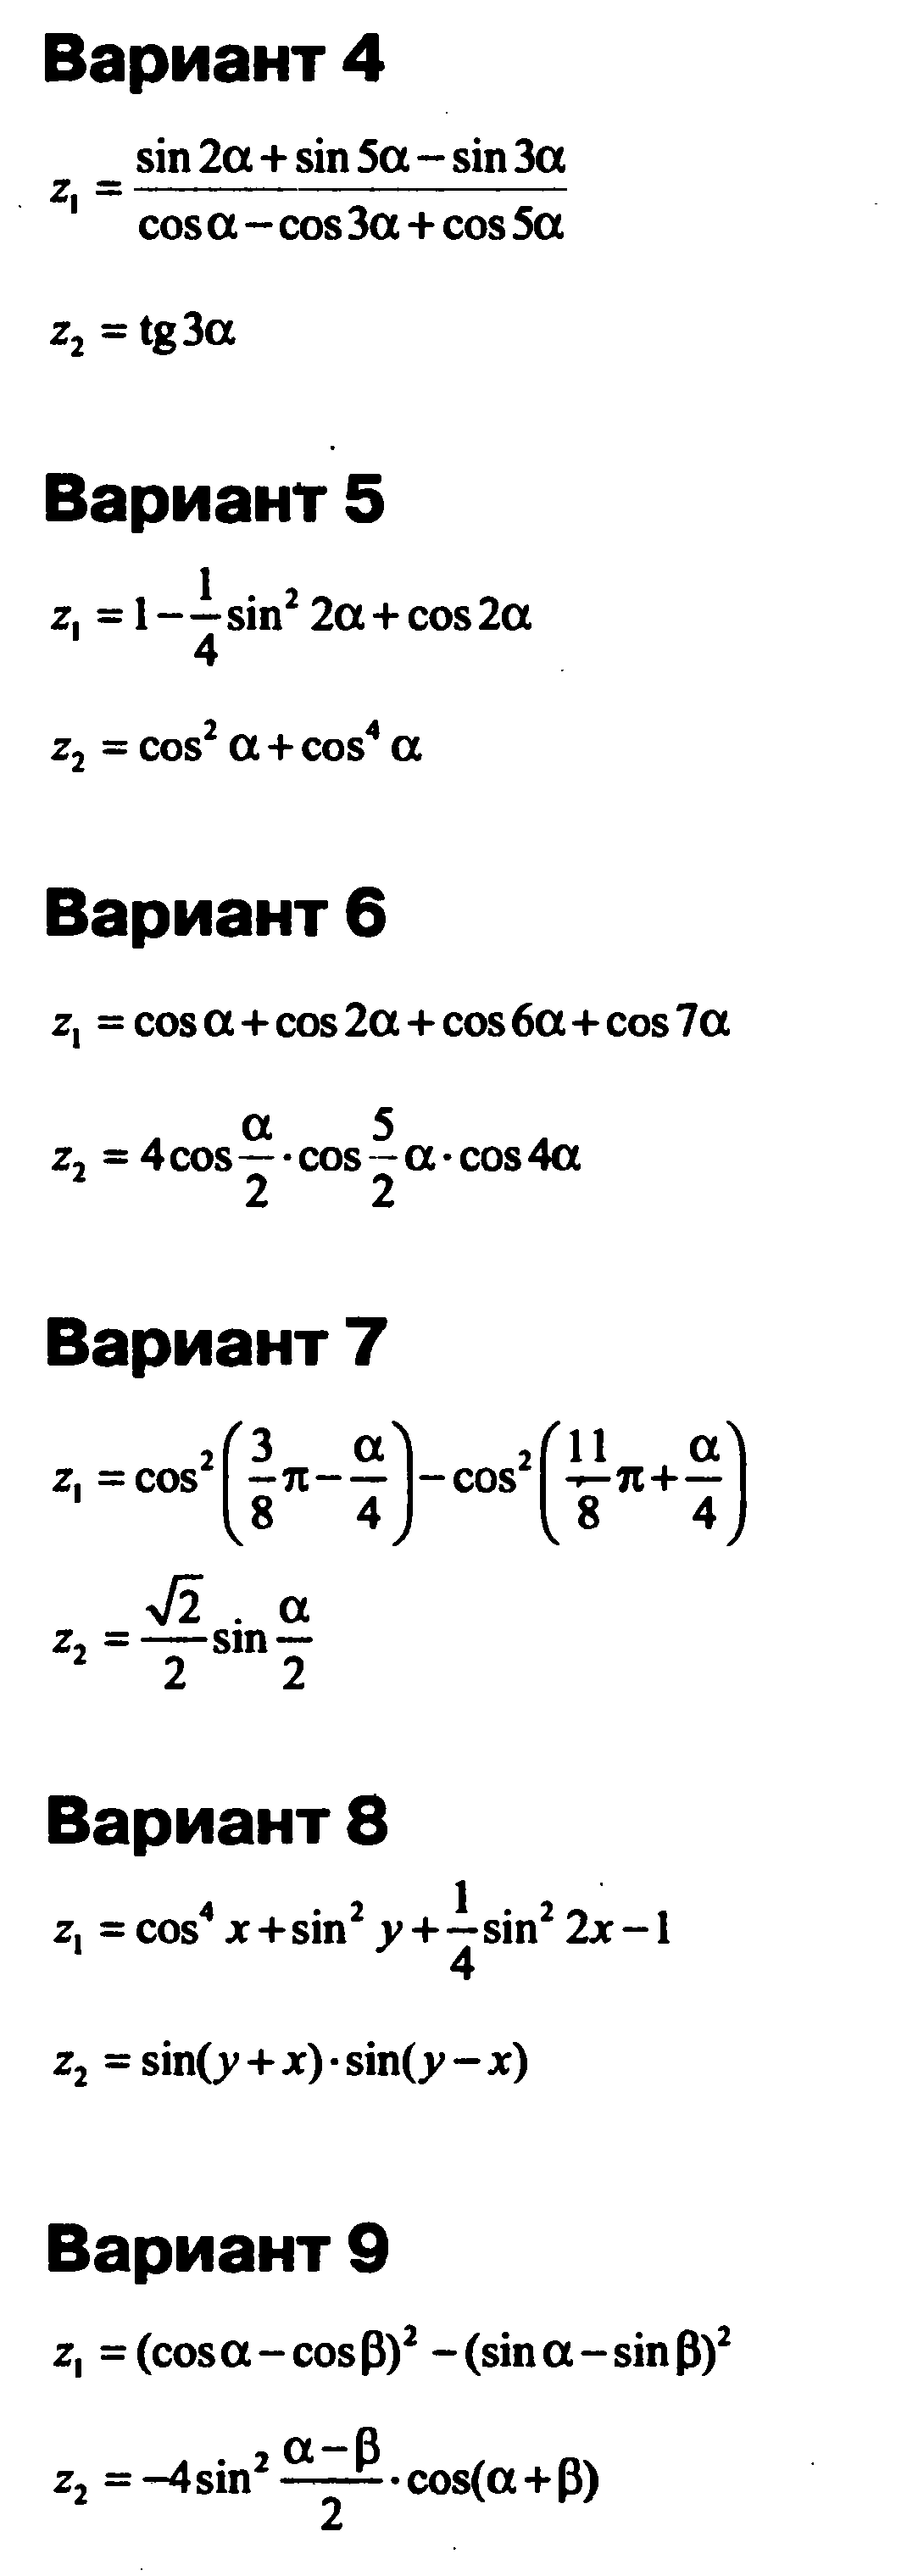 Вариант 4
z₁ = (sin 2α + sin 5α − sin 3α) / (cos α − cos 3α + cos 5α)
z₂ = tg 3α
Вариант 5
z₁ = 1 − 1/4 sin² 2α + cos 2α
z₂ = cos² α + cos⁴ α
Вариант 6
z₁ = cos α + cos 2α + cos 6α + cos 7α
z₂ = 4 cos α/2 · cos 5/2 α · cos 4α
Вариант 7
z₁ = cos² (3/8 π − α/4) − cos² (11/8 π + α/4)
z₂ = √2/2 sin α/2
Вариант 8
z₁ = cos⁴ x + sin² y + 1/4 sin² 2x − 1
z₂ = sin(y + x) · sin(y − x)
Вариант 9
z₁ = (cos α − cos β)² − (sin α − sin β)²
z₂ = −4 sin² (α − β)/2 · cos(α + β)